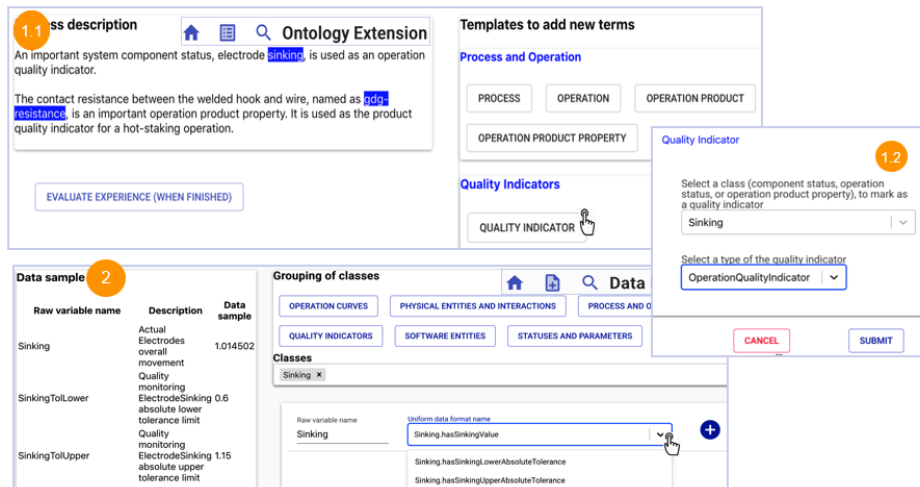 1.1
ss description
Ontology Extension
An important system component status, electrode sinking, is used as an operation
quality indicator.
The contact resistance between the welded hook and wire, named as gdg-
resistance, is an important operation product property. It is used as the product
quality indicator for a hot-staking operation.
EVALUATE EXPERIENCE (WHEN FINISHED)
Templates to add new terms
Process and Operation
PROCESS
OPERATION
OPERATION PRODUCT
OPERATION PRODUCT PROPERTY
Quality Indicators
QUALITY INDICATOR
Quality Indicator
1.2
Select a class (component status, operation
status, or operation product property), to mark as
a quality indicator
Sinking
Select a type of the quality indicator
OperationQualityIndicator
CANCEL
SUBMIT
Data sample
2
Raw variable name
Description
Data
sample
Sinking
Actual
Electrodes
overall
movement
1.014502
SinkingTolLower
Quality
monitoring
ElectrodeSinking
absolute lower
tolerance limit
0.6
SinkingTolUpper
Quality
monitoring
ElectrodeSinking
absolute upper
tolerance limit
1.15
Grouping of classes
Data
OPERATION CURVES
PHYSICAL ENTITIES AND INTERACTIONS
PROCESS AND O
QUALITY INDICATORS
SOFTWARE ENTITIES
STATUSES AND PARAMETERS
Classes
Sinking ×
Raw variable name
Sinking
Uniform data format name
Sinking.hasSinkingValue
Sinking.hasSinkingLowerAbsoluteTolerance
Sinking.hasSinkingUpperAbsoluteTolerance